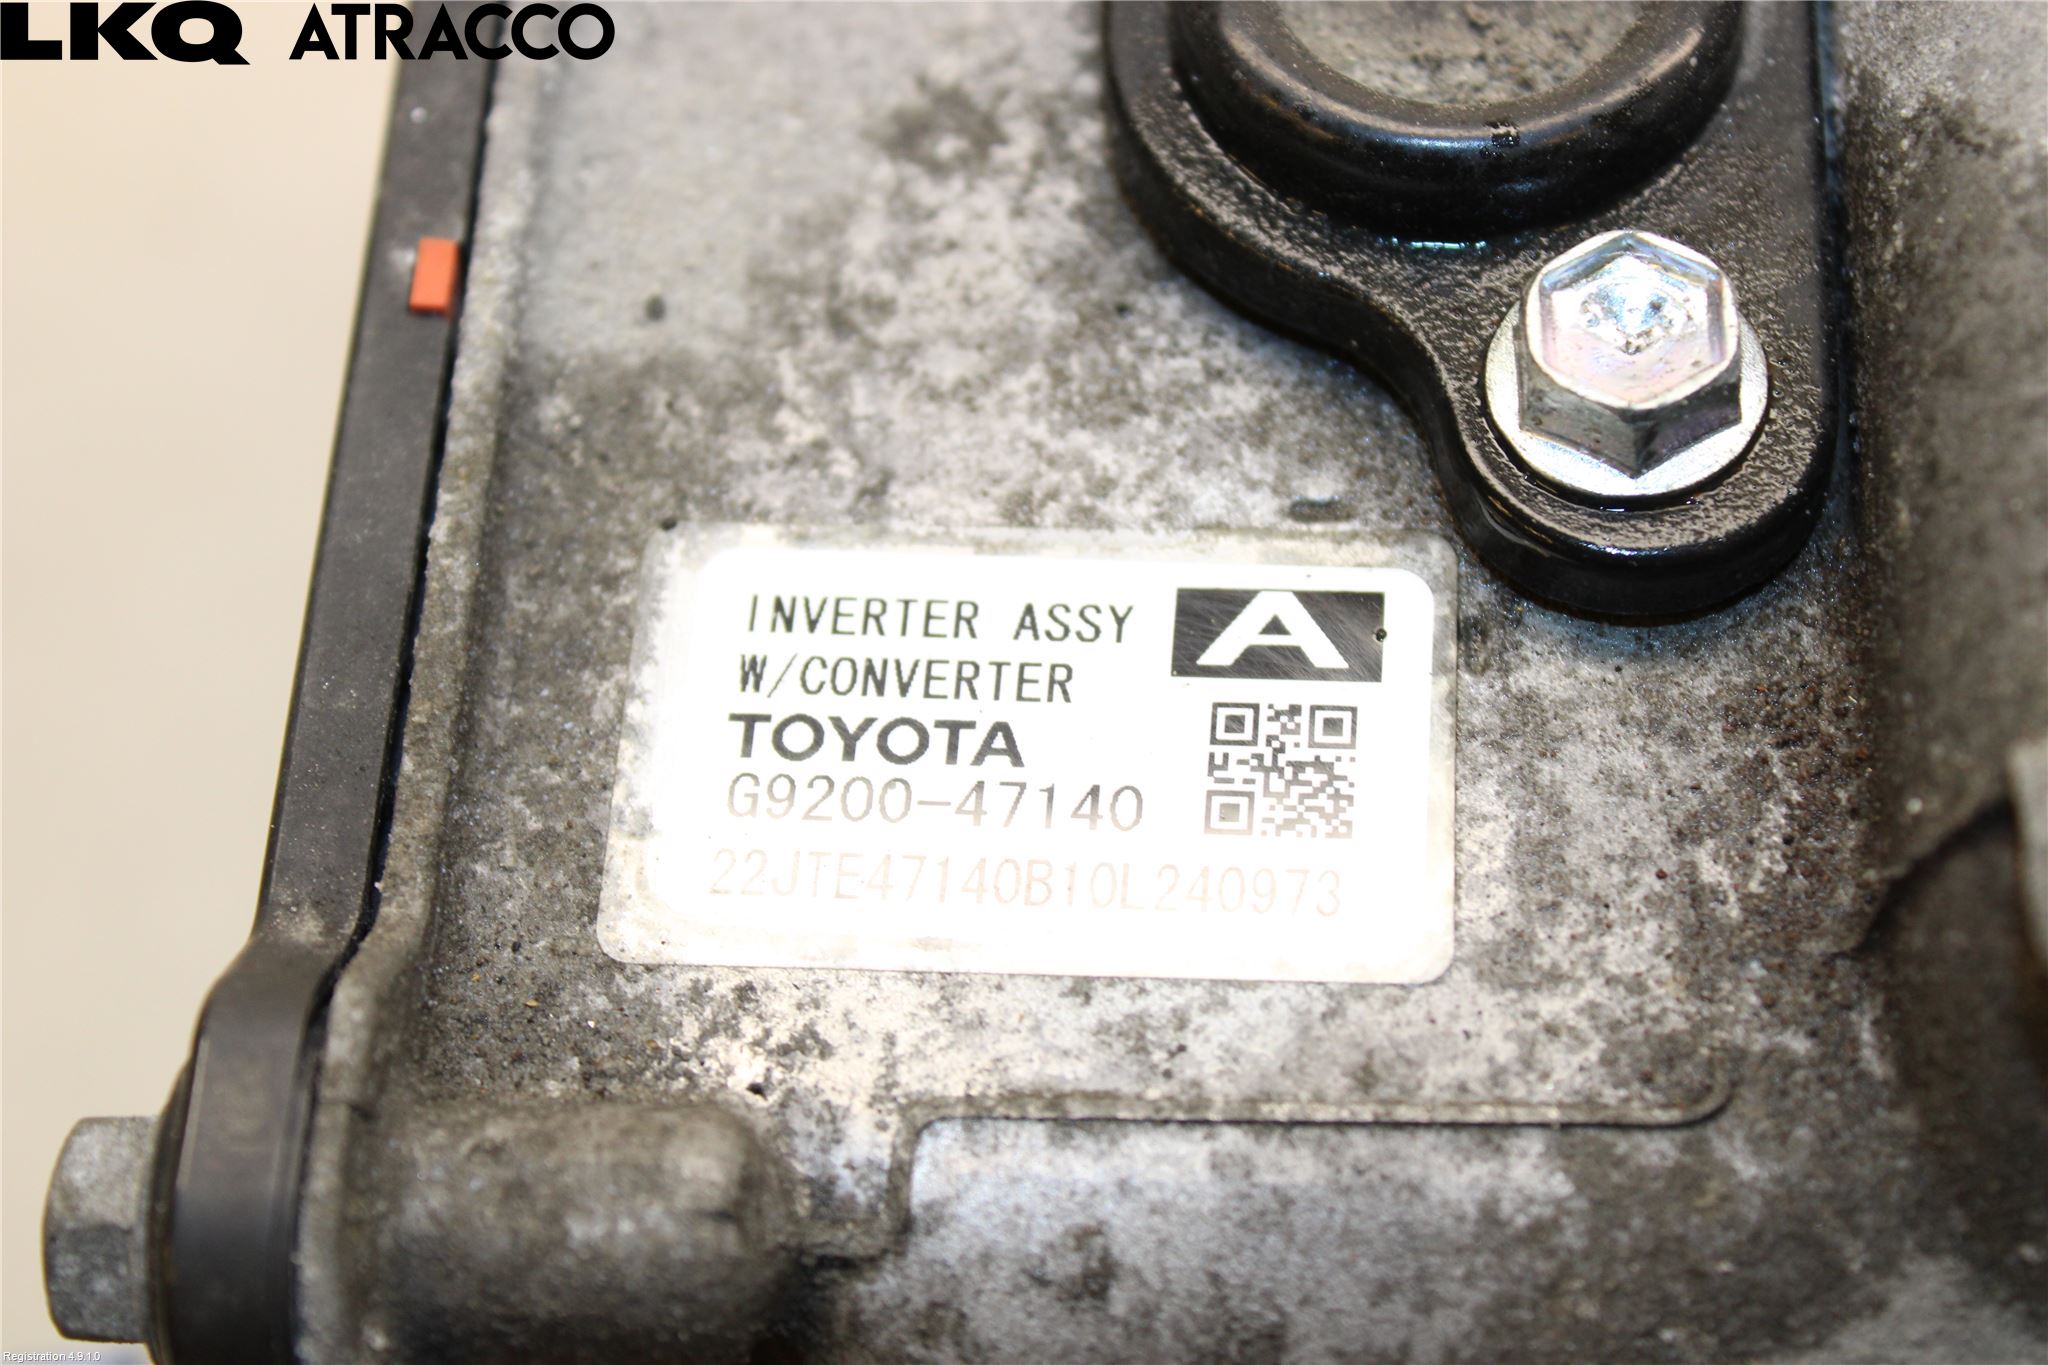 LKQ ATRACCO
INVERTER ASSY
A
W/CONVERTER
TOYOTA
G9200-47140
22JTE47140B10L240973
Registration 4.9.1.0